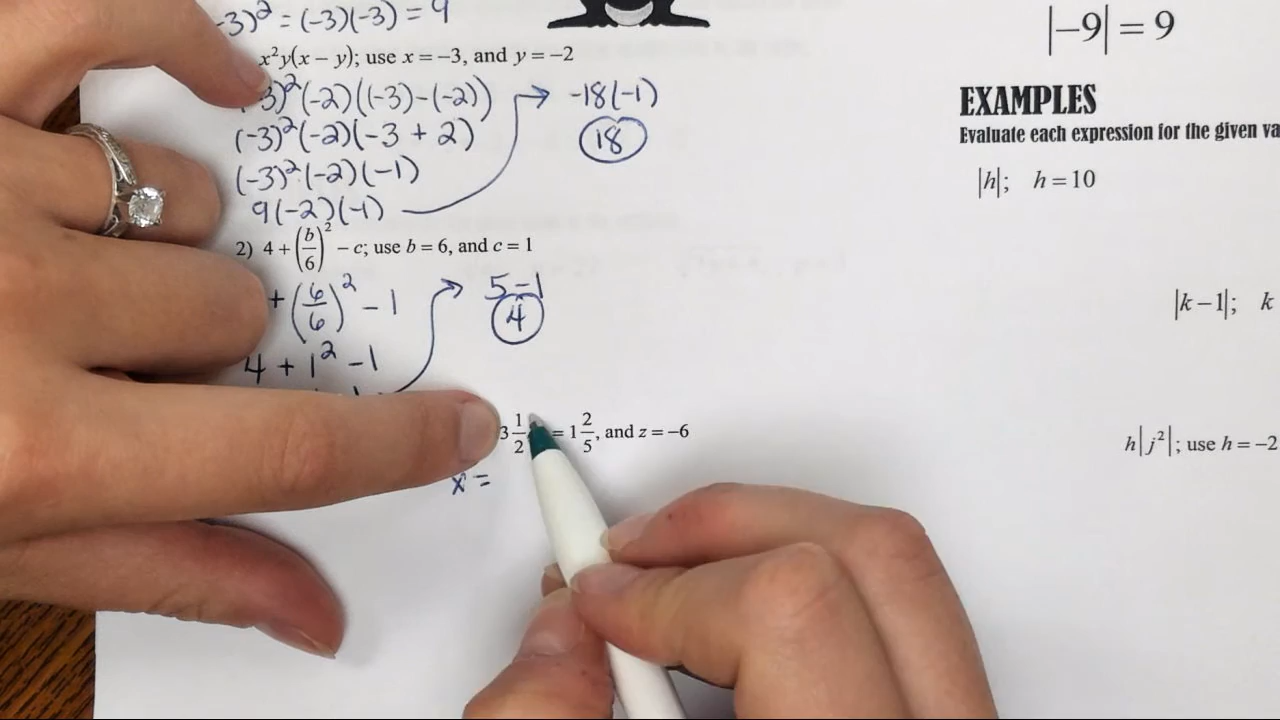 -3)² = (-3)(-3) = 9
x²y(x – y); use x = –3, and y = –2
3)²(-2)((-3)-(-2))
(-3)²(-2)(-3 + 2)
(-3)²(-2)(-1)
9(-2)(-1)
-18(-1)
18
2) 4 + (b/6)² – c; use b = 6, and c = 1
+ (6/6)² - 1
4 + 1² - 1
5-1
4
3 1/2 = 1 2/5, and z = –6
x =
|–9| = 9
EXAMPLES
Evaluate each expression for the given
|h|; h = 10
|k – 1|; k
h|j²|; use h = –2